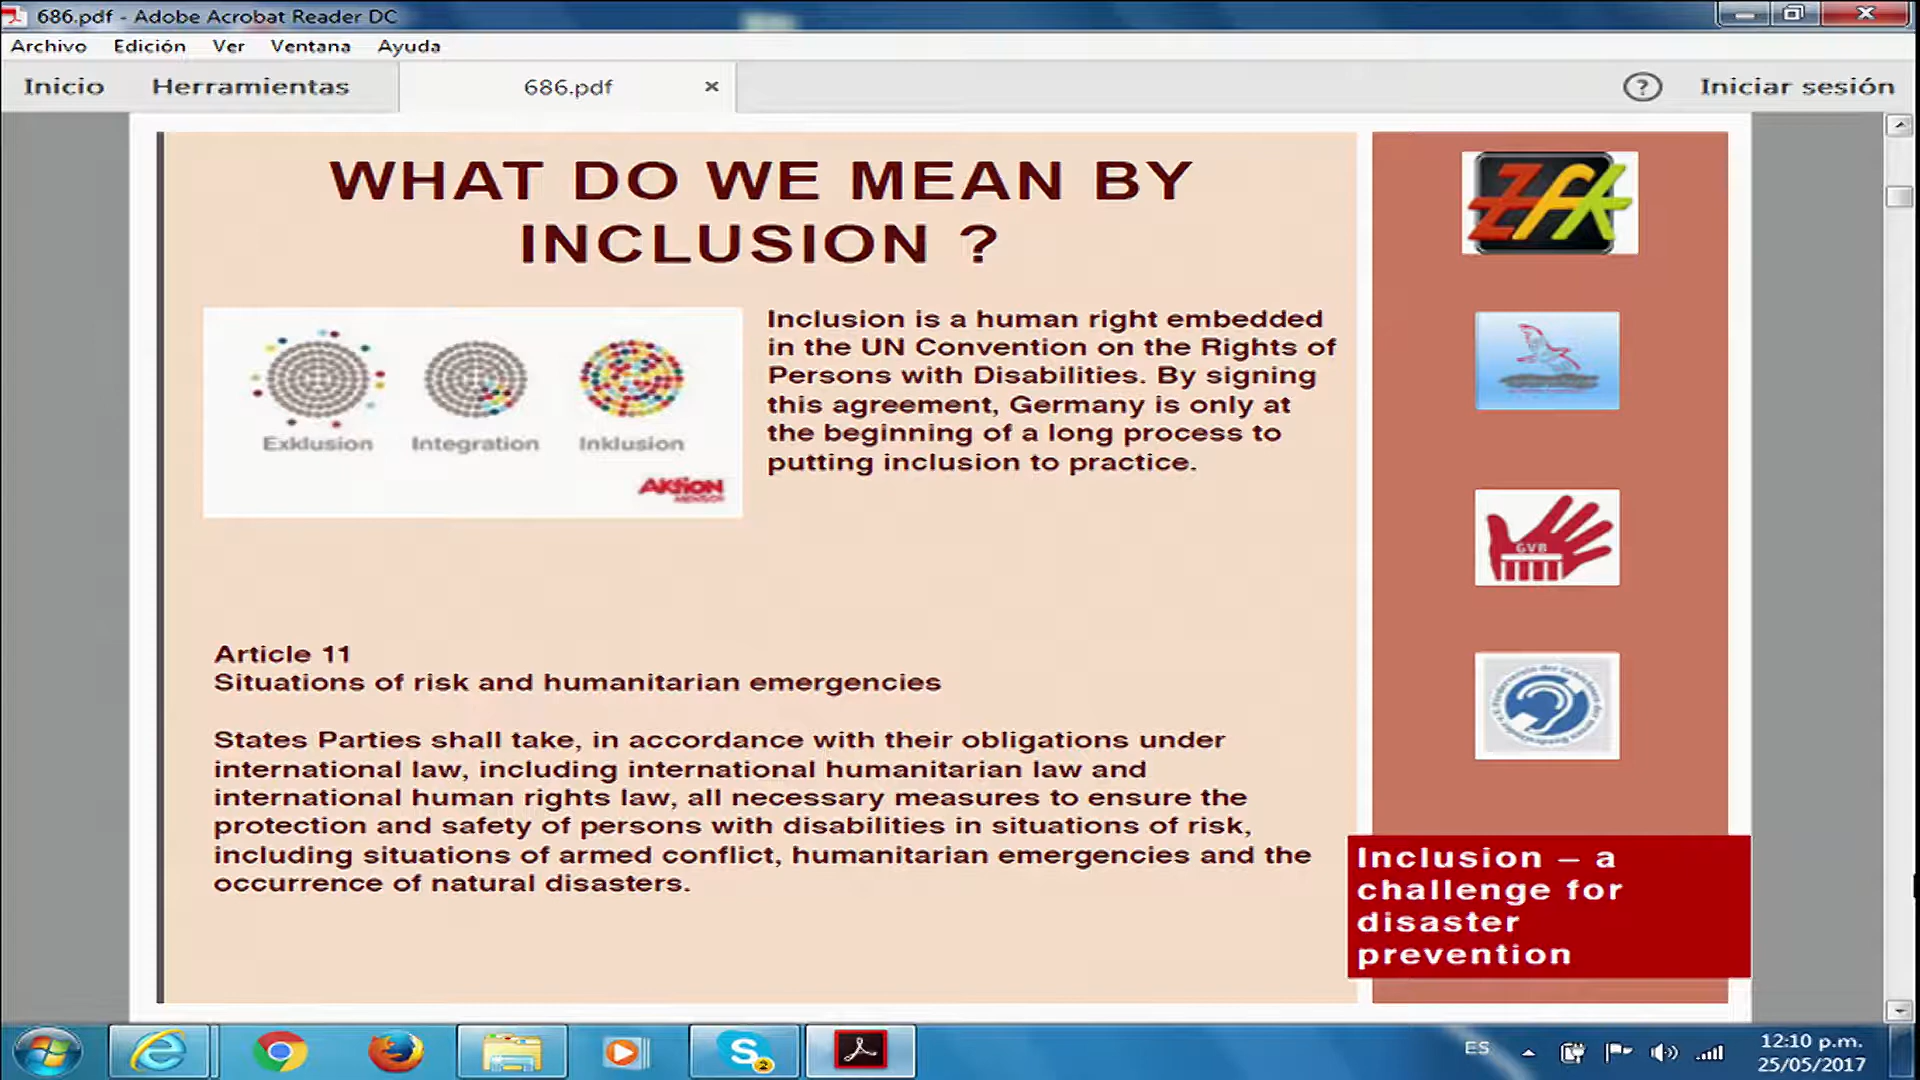 686.pdf - Adobe Acrobat Reader DC
Archivo Edición Ver Ventana Ayuda
Inicio Herramientas 686.pdf × ? Iniciar sesión
WHAT DO WE MEAN BY
INCLUSION ?
zfk
Exklusion Integration Inklusion
AKTION
MENSCH
Inclusion is a human right embedded
in the UN Convention on the Rights of
Persons with Disabilities. By signing
this agreement, Germany is only at
the beginning of a long process to
putting inclusion to practice.
GVB
Article 11
Situations of risk and humanitarian emergencies
States Parties shall take, in accordance with their obligations under
international law, including international humanitarian law and
international human rights law, all necessary measures to ensure the
protection and safety of persons with disabilities in situations of risk,
including situations of armed conflict, humanitarian emergencies and the
occurrence of natural disasters.
Inclusion – a
challenge for
disaster
prevention
2
ES
12:10 p.m.
25/05/2017